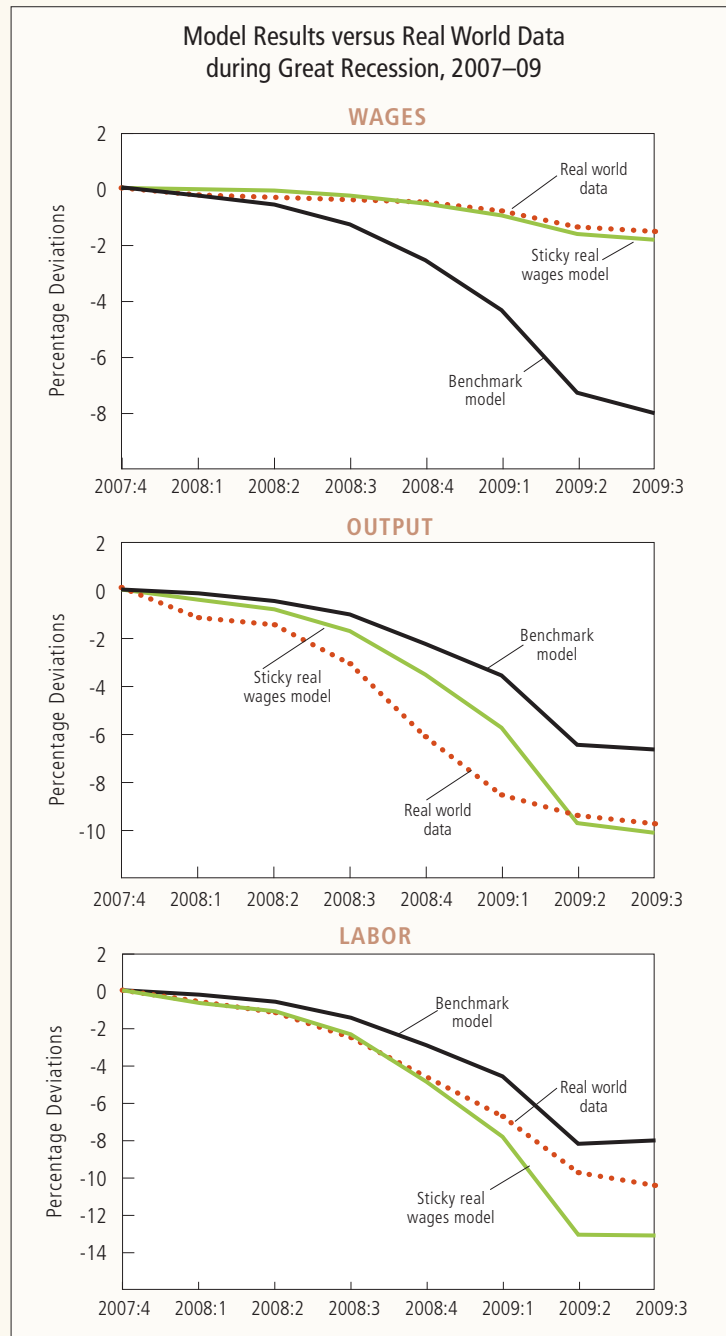 Model Results versus Real World Data
during Great Recession, 2007–09
WAGES
Percentage Deviations
2
0
-2
-4
-6
-8
Real world
data
Sticky real
wages model
Benchmark
model
2007:4 2008:1 2008:2 2008:3 2008:4 2009:1 2009:2 2009:3
OUTPUT
Percentage Deviations
2
0
-2
-4
-6
-8
-10
Benchmark
model
Sticky real
wages model
Real world
data
2007:4 2008:1 2008:2 2008:3 2008:4 2009:1 2009:2 2009:3
LABOR
Percentage Deviations
2
0
-2
-4
-6
-8
-10
-12
-14
Benchmark
model
Real world
data
Sticky real
wages model
2007:4 2008:1 2008:2 2008:3 2008:4 2009:1 2009:2 2009:3